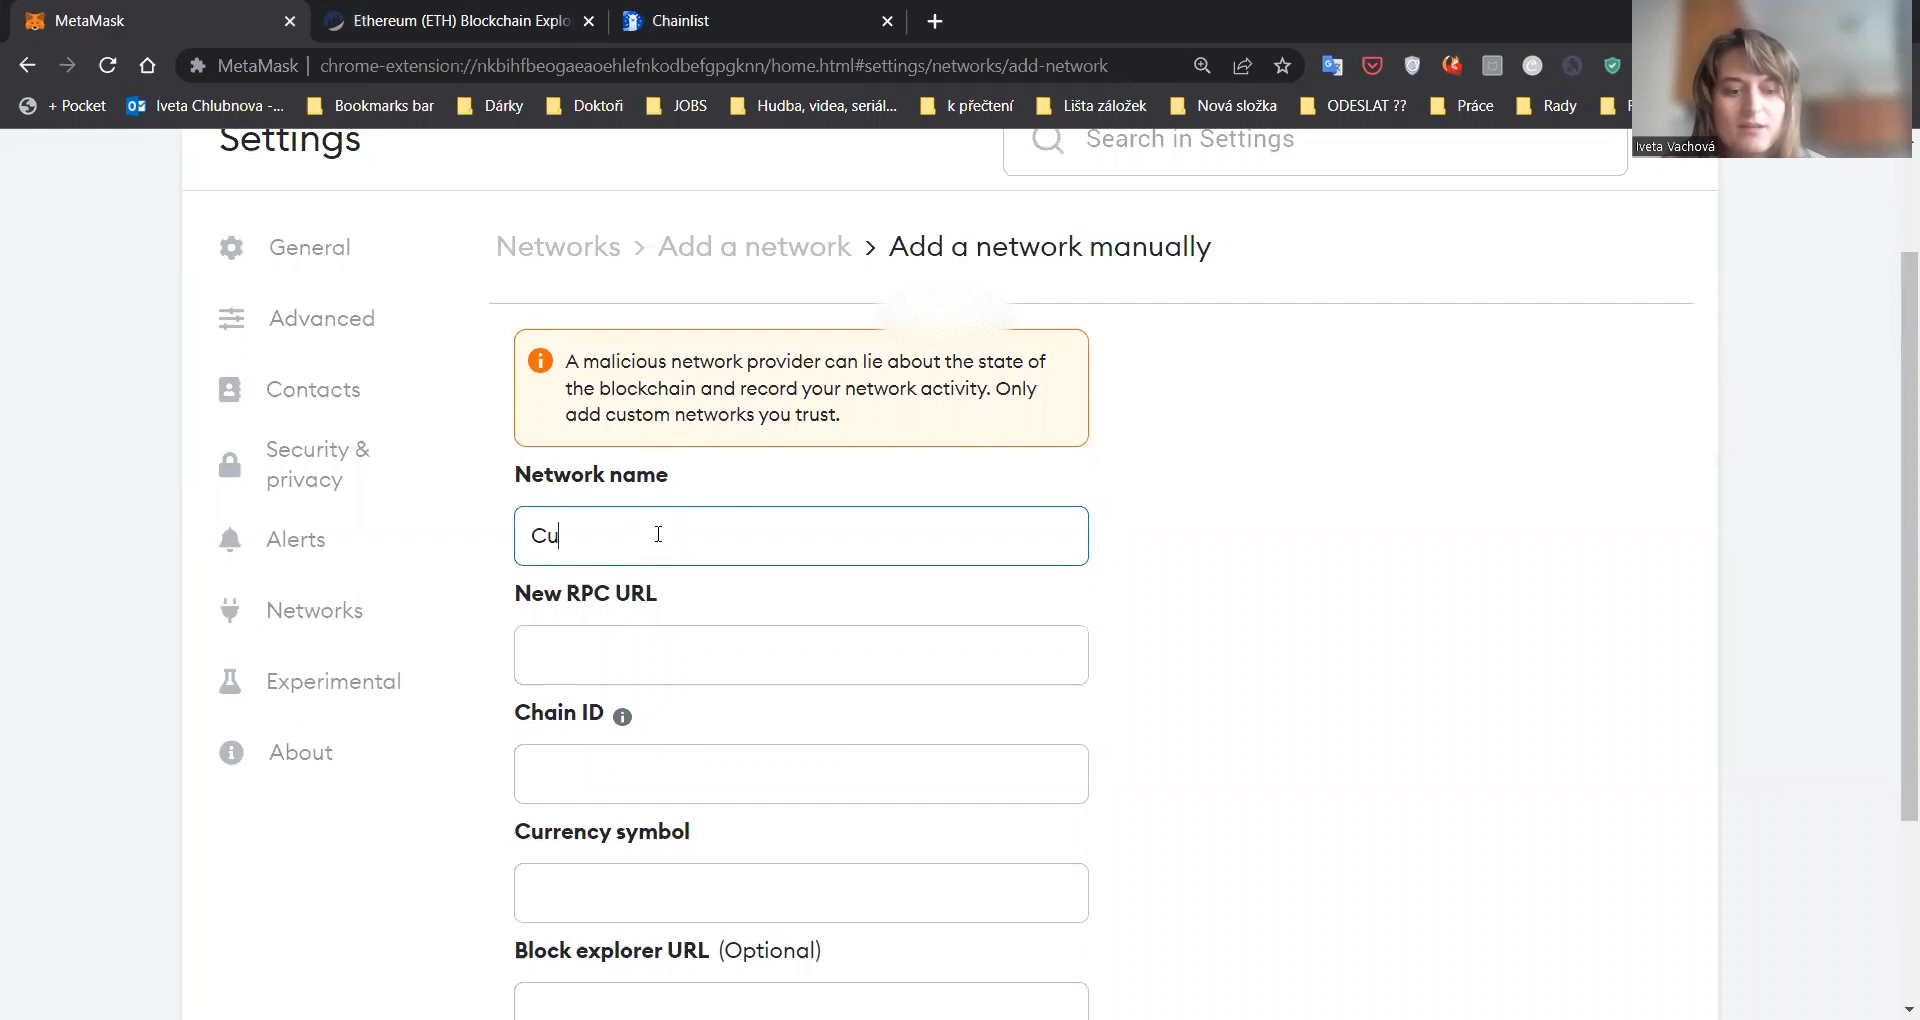 MetaMask
Ethereum (ETH) Blockchain Explo
Chainlist
MetaMask
chrome-extension://nkbihfbeogaeaoehlefnkodbefgpgknn/home.html#settings/networks/add-network
+ Pocket
Iveta Chlubnova -...
Bookmarks bar
Dárky
Doktoři
JOBS
Hudba, videa, seriál...
k přečtení
Lišta záložek
Nová složka
ODESLAT ??
Práce
Rady
Iveta Vachová
Settings
Search in Settings
General
Advanced
Contacts
Security &
privacy
Alerts
Networks
Experimental
About
Networks > Add a network > Add a network manually
A malicious network provider can lie about the state of
the blockchain and record your network activity. Only
add custom networks you trust.
Network name
Cu
New RPC URL
Chain ID
Currency symbol
Block explorer URL (Optional)